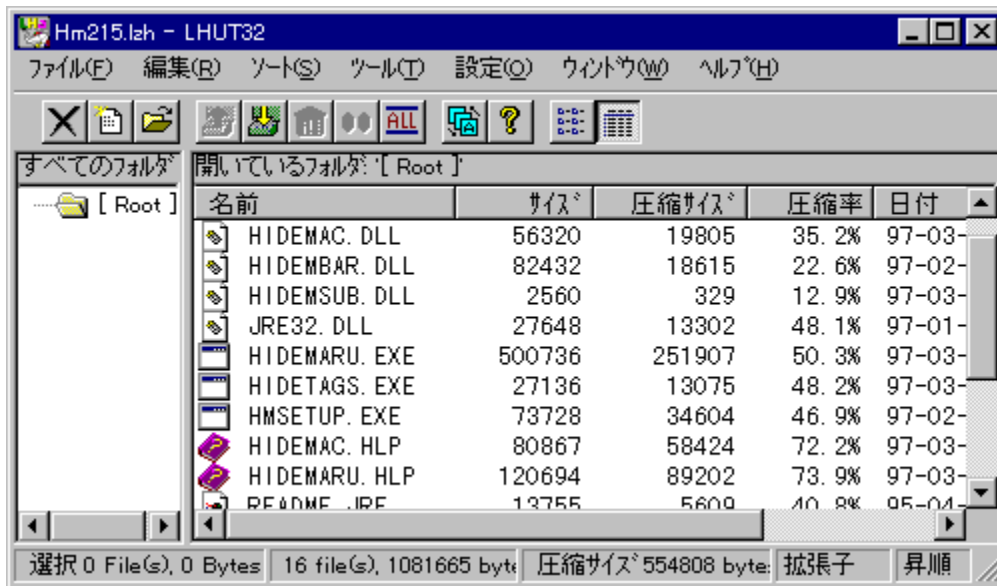 Hm215.lzh - LHUT32
ﾌｧｲﾙ(F) 編集(R) ｿｰﾄ(S) ﾂｰﾙ(T) 設定(O) ｳｨﾝﾄﾞｳ(W) ﾍﾙﾌﾟ(H)
ALL
すべてのﾌｫﾙﾀﾞ 開いているﾌｫﾙﾀﾞ: '[ Root ]'
[ Root ]
名前 ｻｲｽﾞ 圧縮ｻｲｽﾞ 圧縮率 日付
HIDEMAC.DLL 56320 19805 35.2% 97-03-
HIDEMBAR.DLL 82432 18615 22.6% 97-02-
HIDEMSUB.DLL 2560 329 12.9% 97-03-
JRE32.DLL 27648 13302 48.1% 97-01-
HIDEMARU.EXE 500736 251907 50.3% 97-03-
HIDETAGS.EXE 27136 13075 48.2% 97-03-
HMSETUP.EXE 73728 34604 46.9% 97-02-
HIDEMAC.HLP 80867 58424 72.2% 97-03-
HIDEMARU.HLP 120694 89202 73.9% 97-03-
README.JRE 13755 5609 40.8% 95-04-
選択 0 File(s), 0 Bytes 16 file(s), 1081665 byte 圧縮ｻｲｽﾞ 554808 byte: 拡張子 昇順